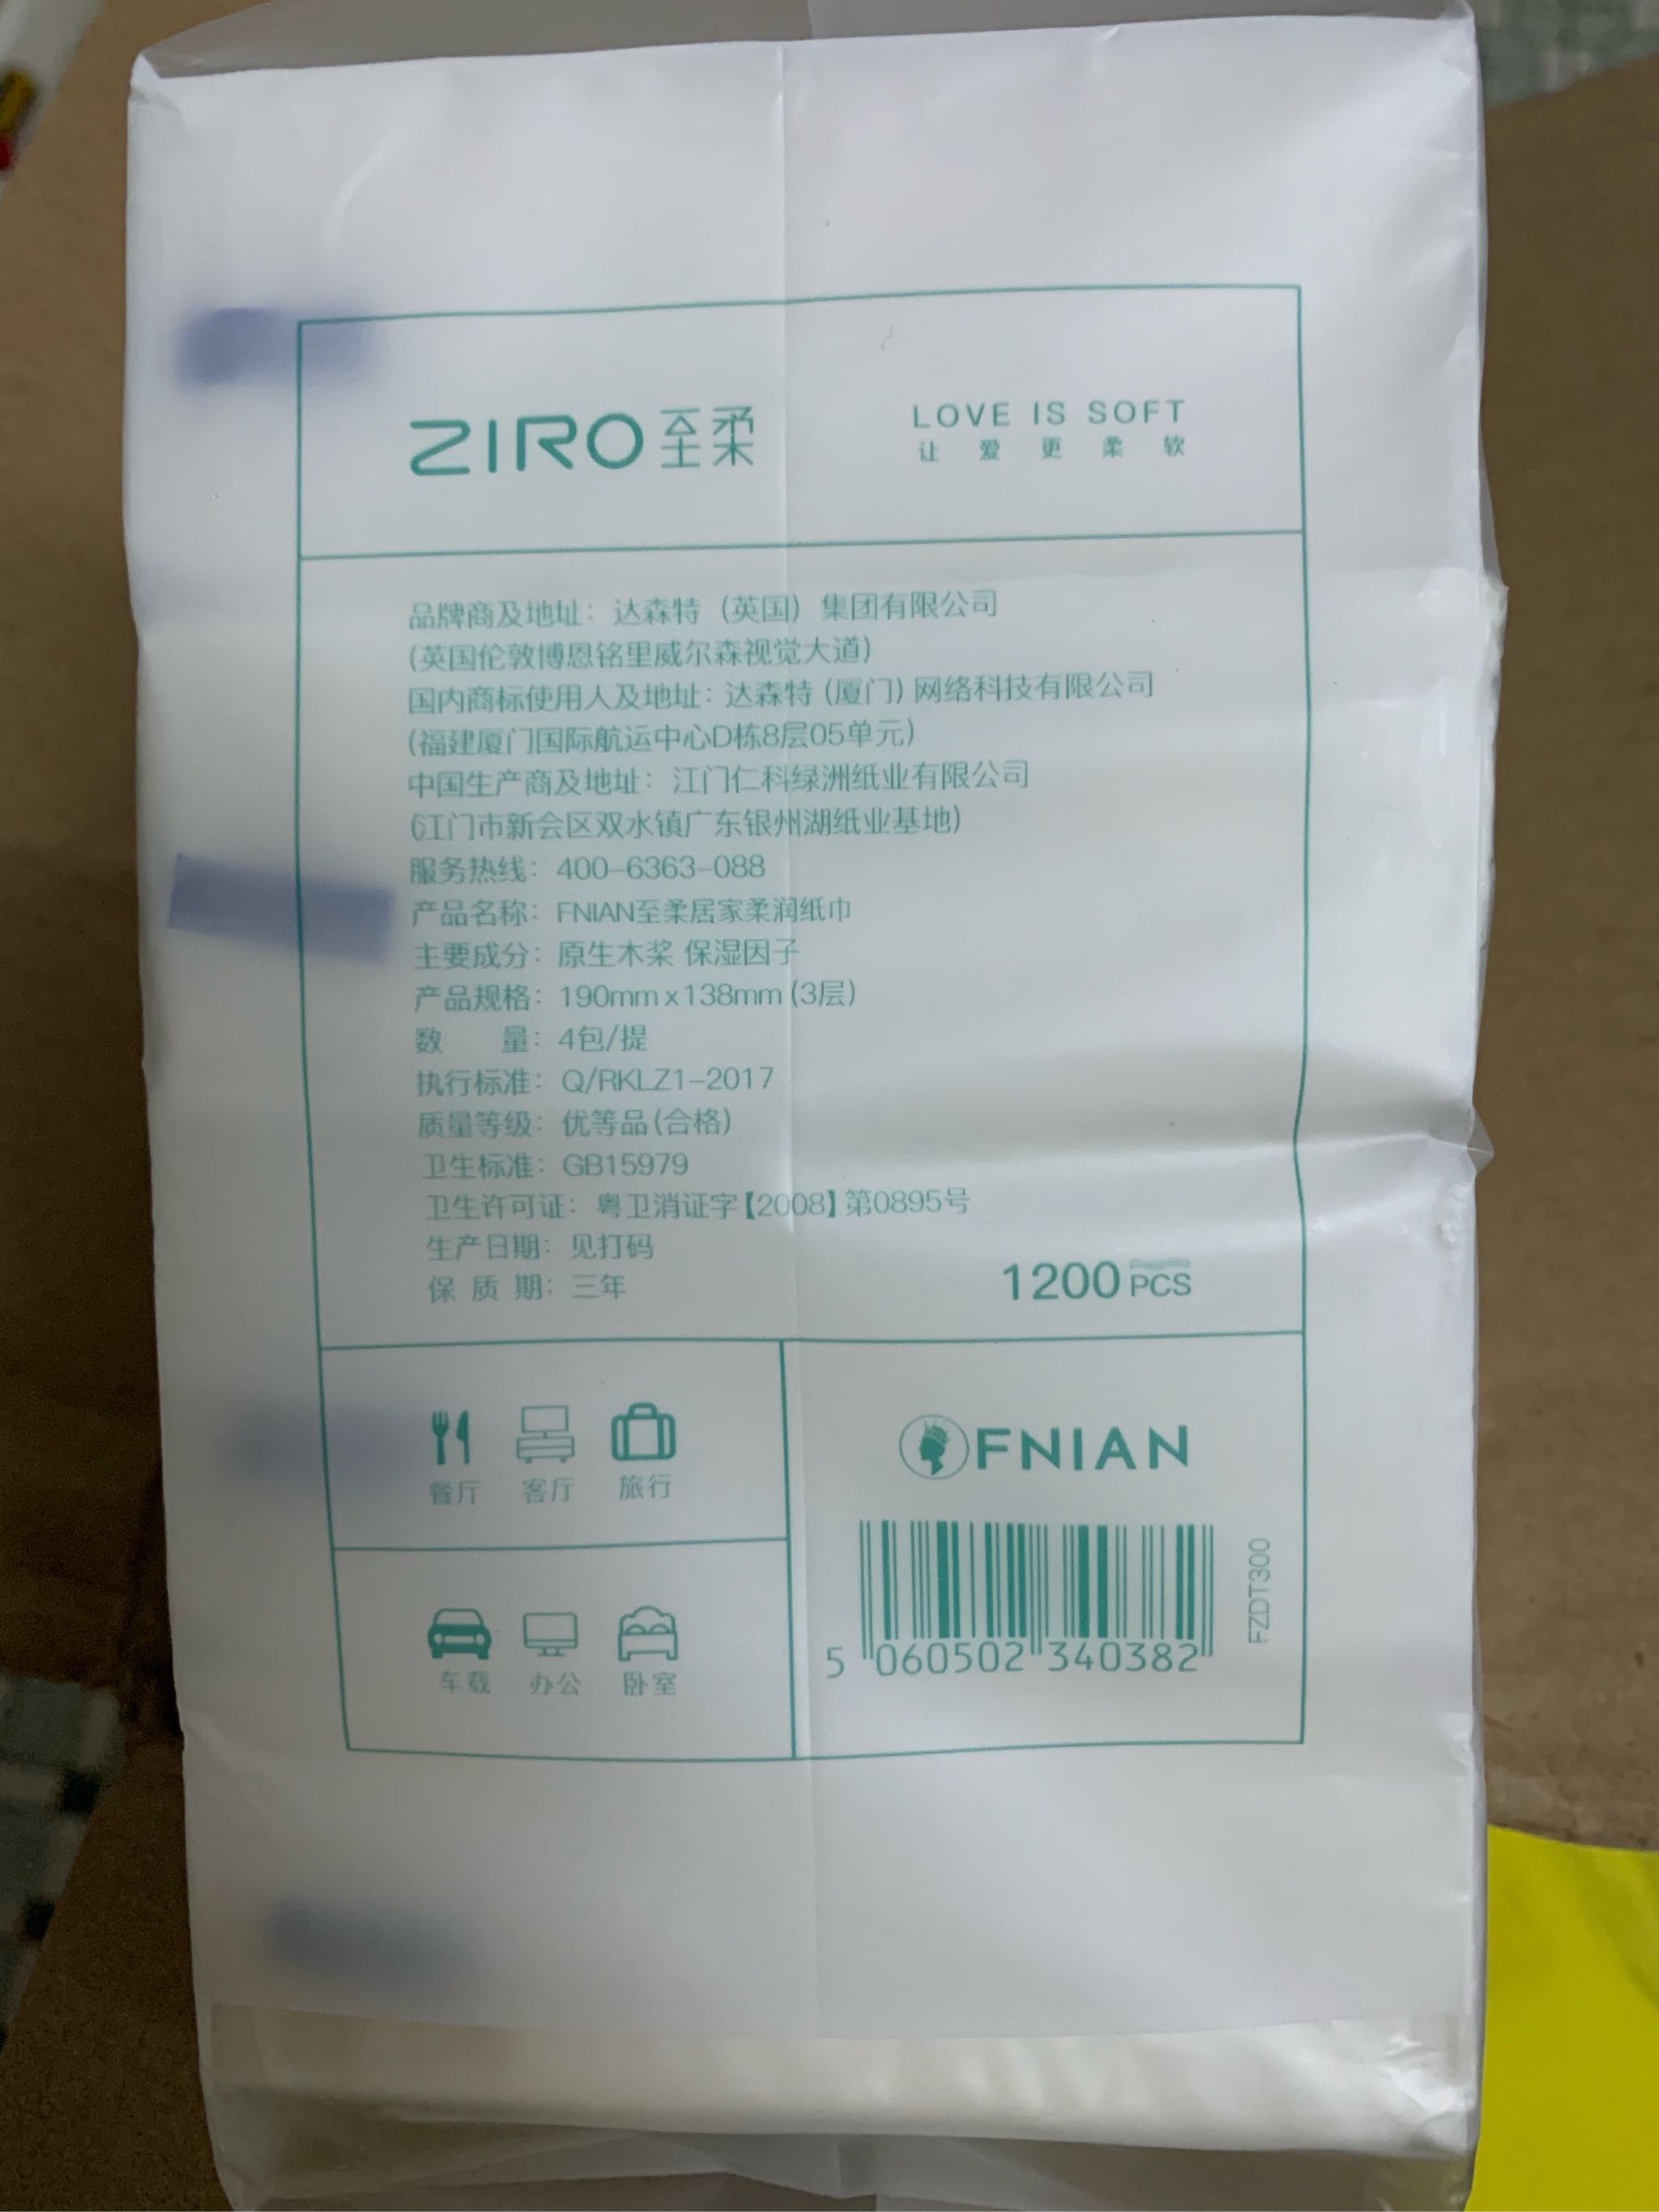 ZIRO至柔
LOVE IS SOFT
让爱更柔软
品牌商及地址：达森特（英国）集团有限公司
(英国伦敦博恩铭里威尔森视觉大道)
国内商标使用人及地址：达森特(厦门)网络科技有限公司
(福建厦门国际航运中心D栋8层05单元)
中国生产商及地址：江门仁科绿洲纸业有限公司
(江门市新会区双水镇广东银州湖纸业基地)
服务热线：400-6363-088
产品名称：FNIAN至柔居家柔润纸巾
主要成分：原生木浆 保湿因子
产品规格：190mm x 138mm (3层)
数 量：4包/提
执行标准：Q/RKLZ1-2017
质量等级：优等品(合格)
卫生标准：GB15979
卫生许可证：粤卫消证字【2008】第0895号
生产日期：见打码
保 质 期：三年
1200 PCS
餐厅 客厅 旅行
车载 办公 卧室
FNIAN
5 060502 340382
FZDT300